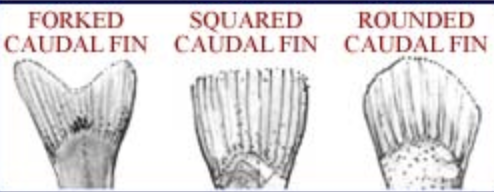 FORKED
CAUDAL FIN
SQUARED
CAUDAL FIN
ROUNDED
CAUDAL FIN